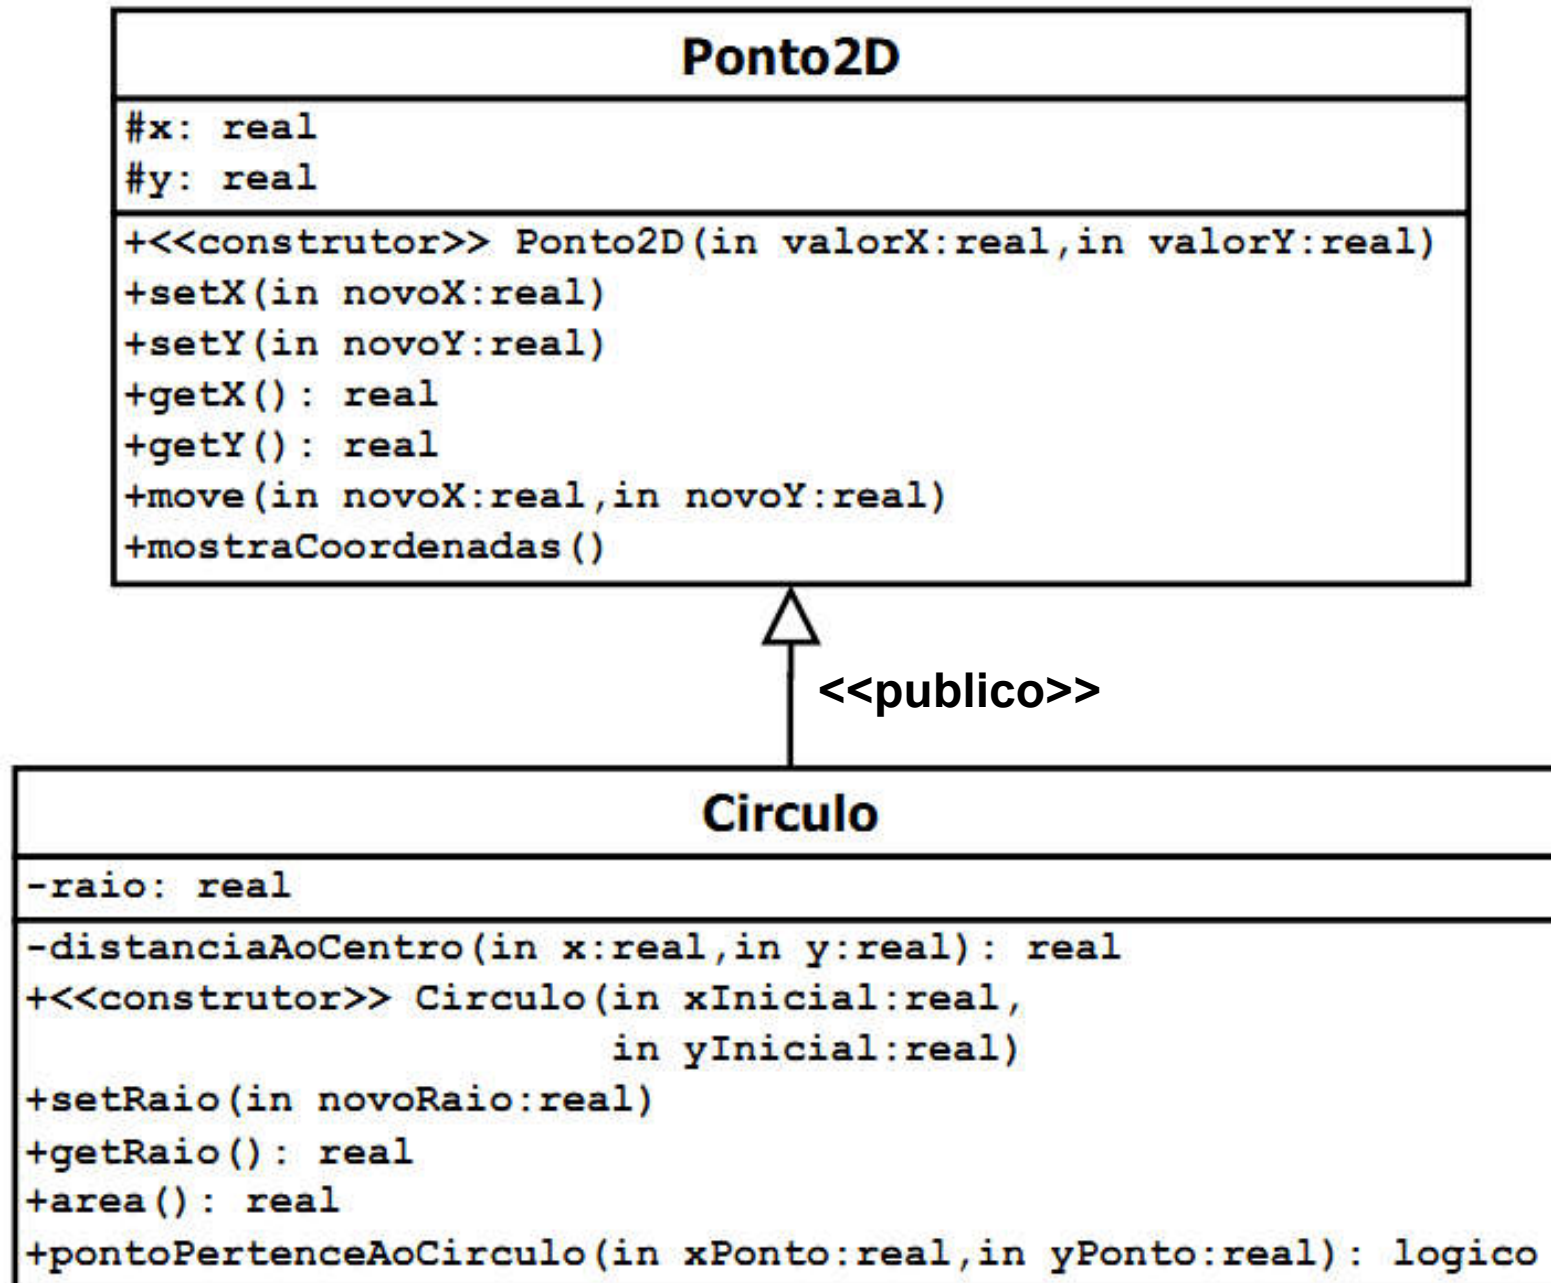 Ponto2D
#x: real
#y: real
+<<construtor>> Ponto2D(in valorX:real,in valorY:real)
+setX(in novoX:real)
+setY(in novoY:real)
+getX(): real
+getY(): real
+move(in novoX:real,in novoY:real)
+mostraCoordenadas()
<<publico>>
Circulo
-raio: real
-distanciaAoCentro(in x:real,in y:real): real
+<<construtor>> Circulo(in xInicial:real,
in yInicial:real)
+setRaio(in novoRaio:real)
+getRaio(): real
+area(): real
+pontoPertenceAoCirculo(in xPonto:real,in yPonto:real): logico